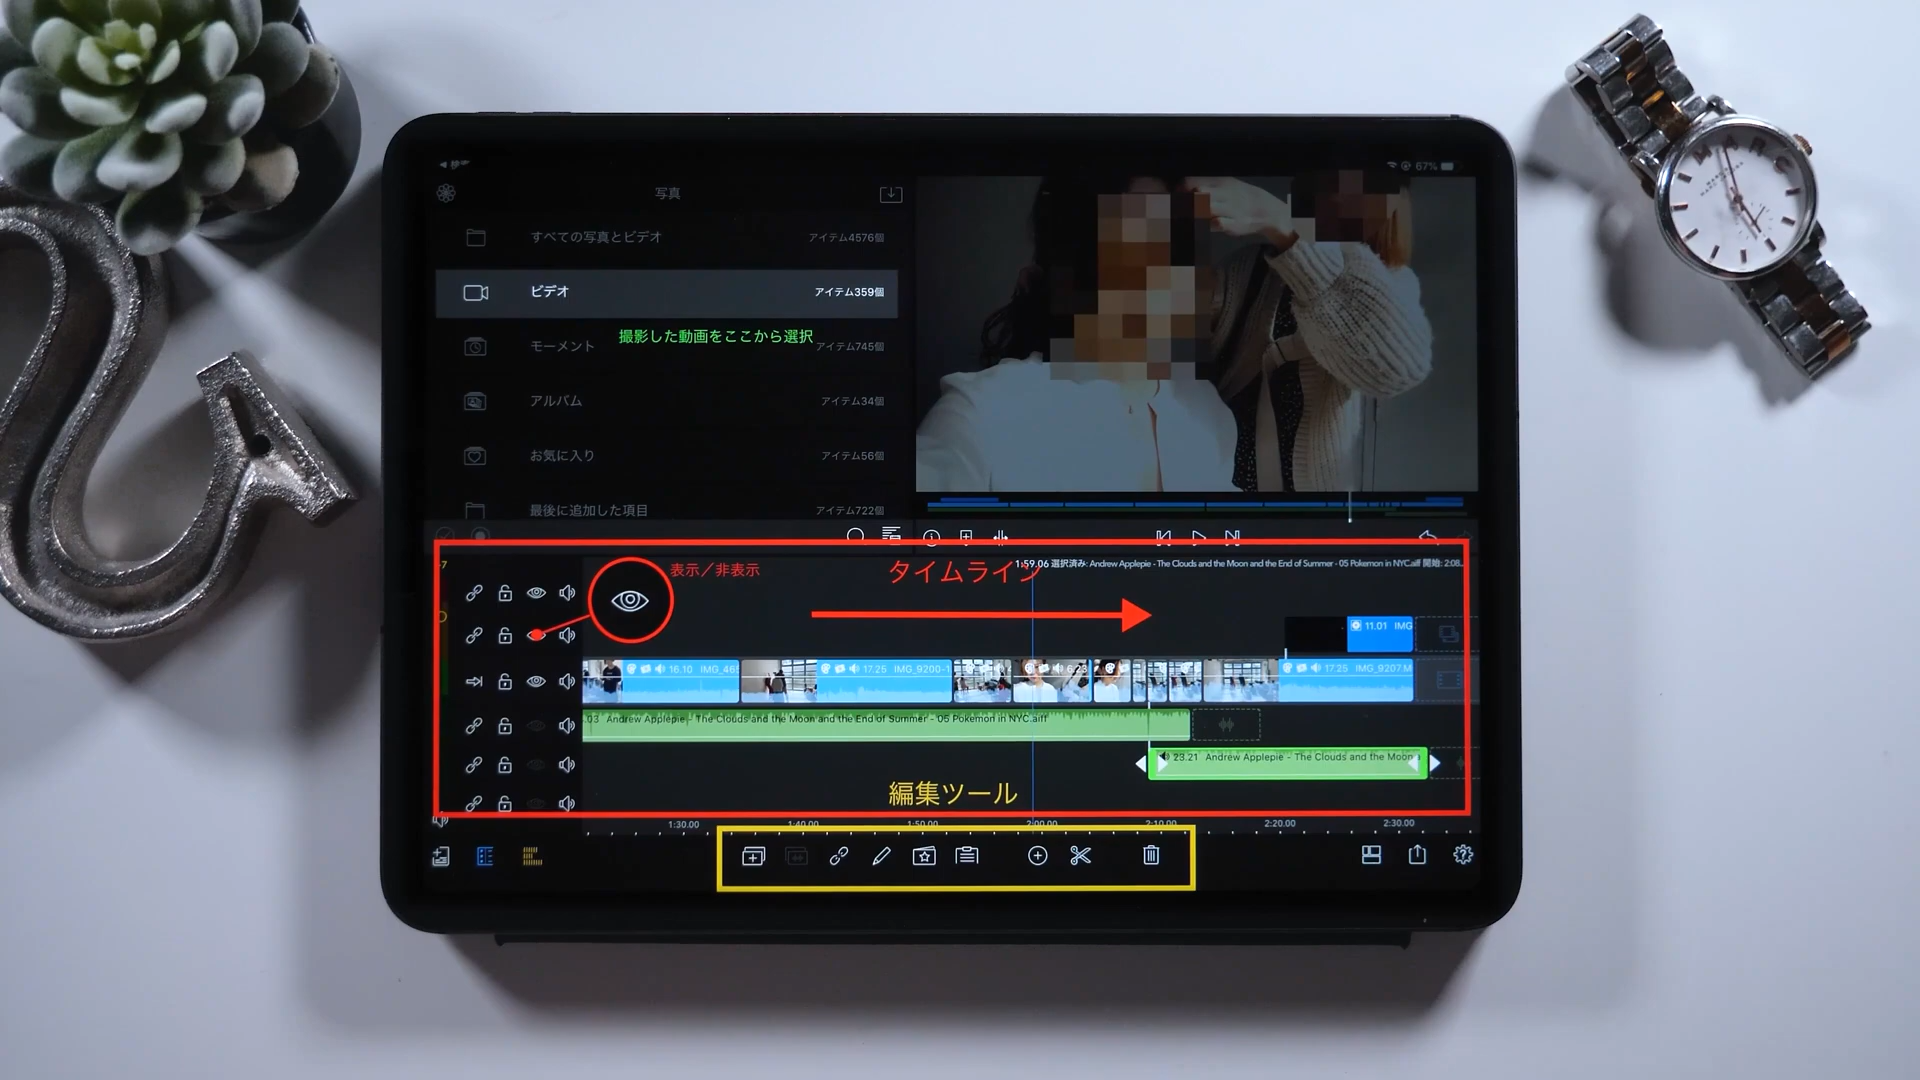 67%
写真
すべての写真とビデオ アイテム4576個
ビデオ アイテム359個
撮影した動画をここから選択
モーメント アイテム745個
アルバム アイテム34個
お気に入り アイテム56個
最後に追加した項目 アイテム722個
-7
表示／非表示
タイムライン
1:59.06 選択済み: Andrew Applepie - The Clouds and the Moon and the End of Summer - 05 Pokemon in NYC.aiff 開始: 2:08...
11.01 IMG
16.10 IMG_46
17.25 IMG_9200-1
6.23
17.25 IMG_9207.M
.03 Andrew Applepie - The Clouds and the Moon and the End of Summer - 05 Pokemon in NYC.aiff
23.21 Andrew Applepie - The Clouds and the Moon a
編集ツール
1:30.00 1:40.00 1:50.00 2:00.00 2:10.00 2:20.00 2:30.00
MARC